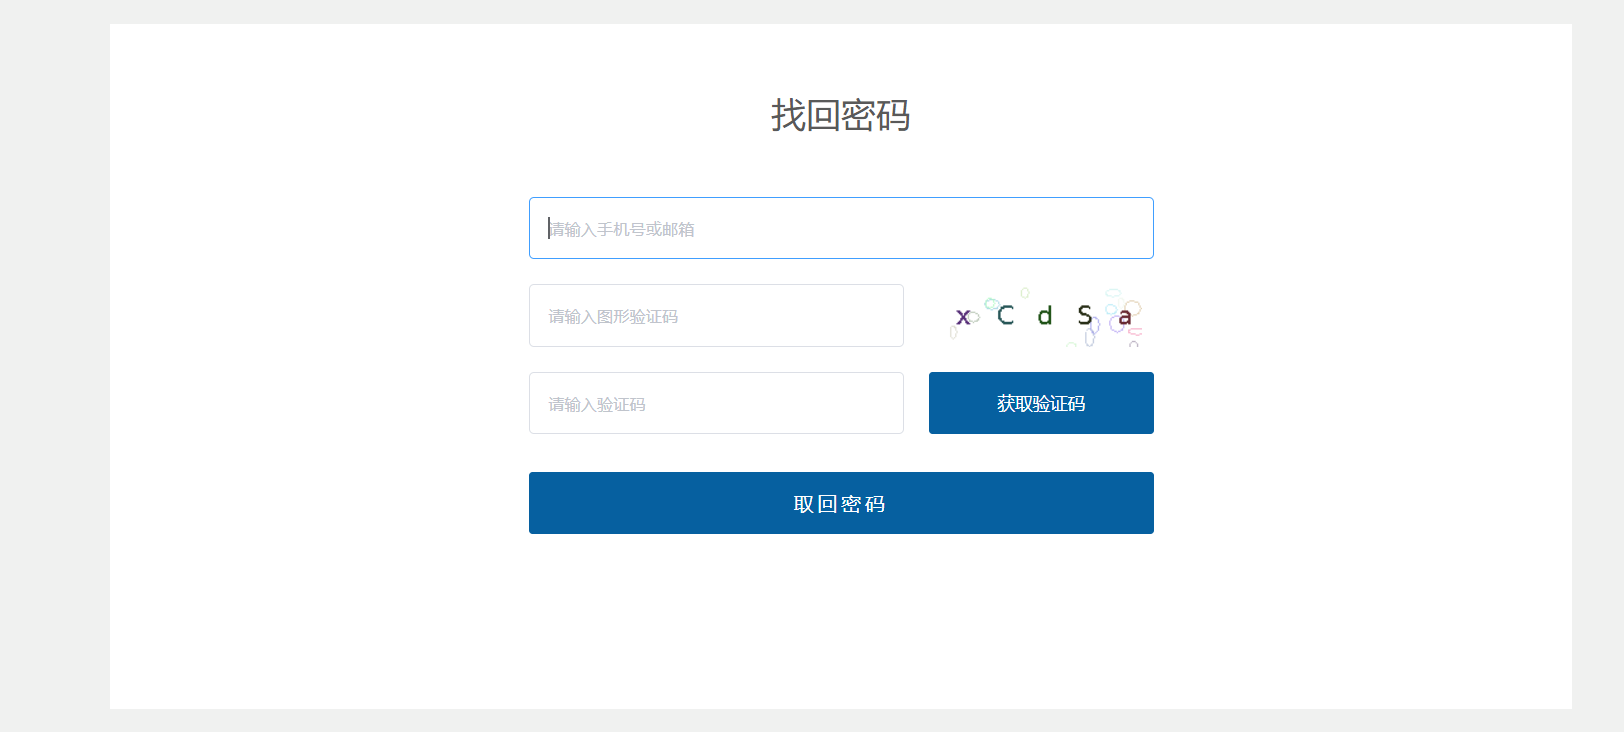 找回密码
请输入手机号或邮箱
请输入图形验证码
x C d S a
请输入验证码
获取验证码
取回密码